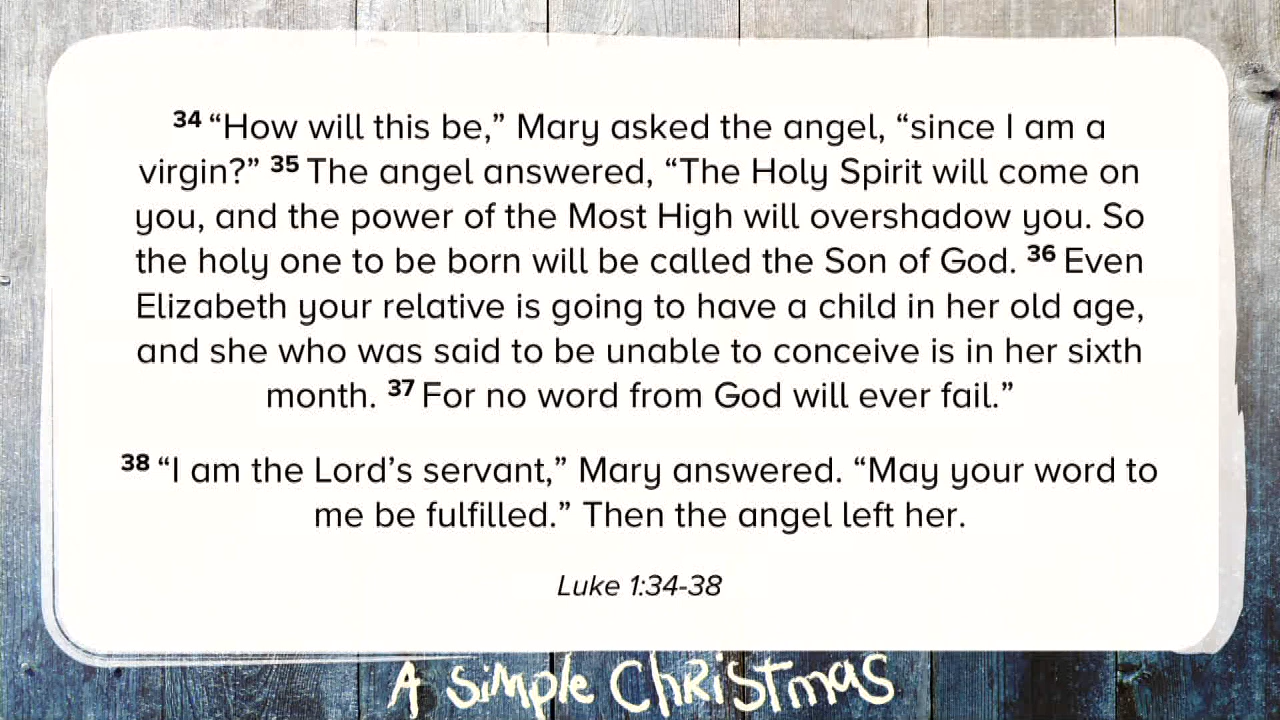 34 “How will this be,” Mary asked the angel, “since I am a
virgin?” 35 The angel answered, “The Holy Spirit will come on
you, and the power of the Most High will overshadow you. So
the holy one to be born will be called the Son of God. 36 Even
Elizabeth your relative is going to have a child in her old age,
and she who was said to be unable to conceive is in her sixth
month. 37 For no word from God will ever fail.”
38 “I am the Lord’s servant,” Mary answered. “May your word to
me be fulfilled.” Then the angel left her.
Luke 1:34-38
A Simple Christmas